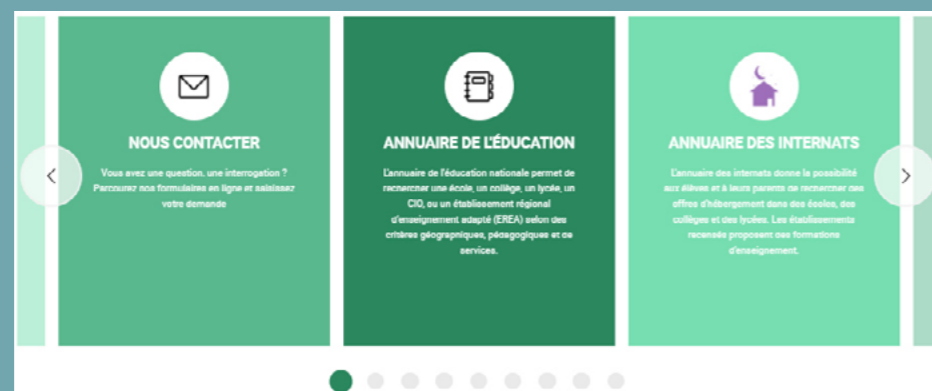 NOUS CONTACTER
Vous avez une question, une interrogation ?
Parcourez nos formulaires en ligne et saisissez
votre demande
ANNUAIRE DE L'ÉDUCATION
L'annuaire de l'éducation nationale permet de
rechercher une école, un collège, un lycée, un
CIO, ou un établissement régional
d'enseignement adapté (EREA) selon des
critères géographiques, pédagogiques et de
services.
ANNUAIRE DES INTERNATS
L'annuaire des internats donne la possibilité
aux élèves et à leurs parents de rechercher des
offres d'hébergement dans des écoles, des
collèges et des lycées. Les établissements
recensés proposent des formations
d'enseignement.